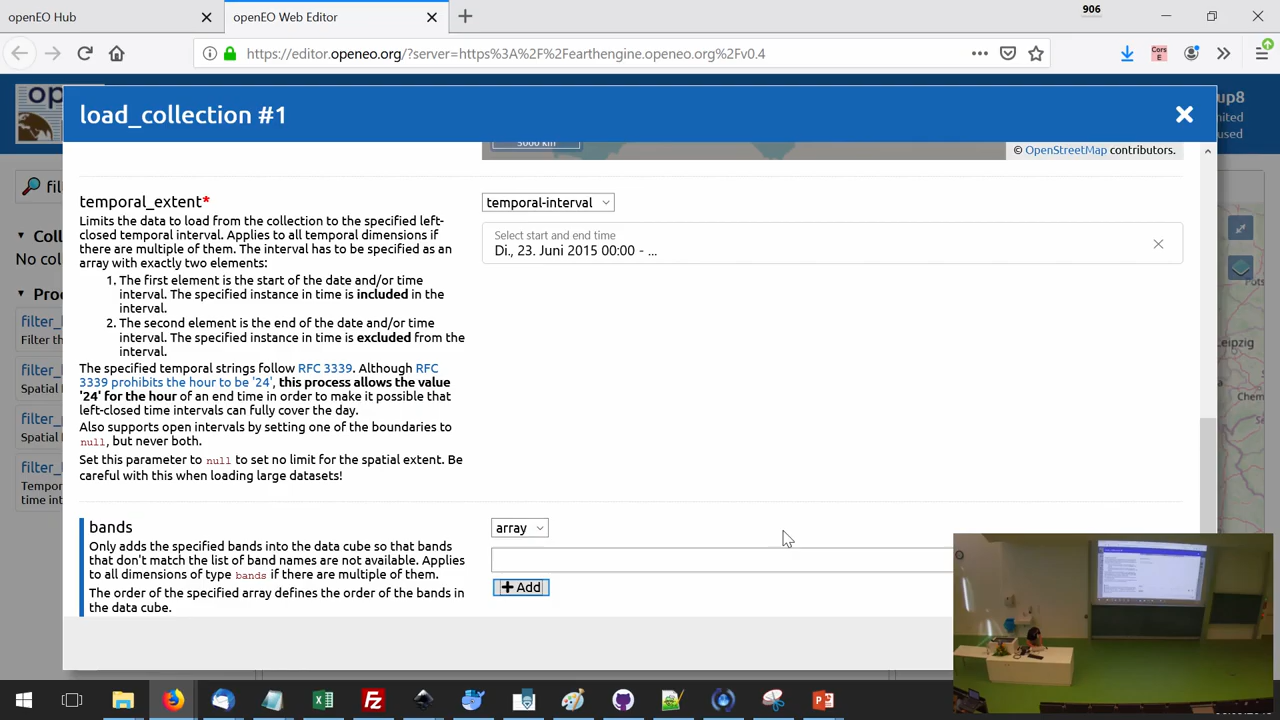 906
openEO Hub
openEO Web Editor
https://editor.openeo.org/?server=https%3A%2F%2Fearthengine.openeo.org%2Fv0.4
Cors
E
op
up8
nited
used
load_collection #1
5000 km
© OpenStreetMap contributors.
fil
temporal_extent*
temporal-interval
Limits the data to load from the collection to the specified left-
closed temporal interval. Applies to all temporal dimensions if
there are multiple of them. The interval has to be specified as an
array with exactly two elements:
Select start and end time
Di., 23. Juni 2015 00:00 - ...
Coll
No col
1. The first element is the start of the date and/or time
interval. The specified instance in time is included in the
interval.
2. The second element is the end of the date and/or time
interval. The specified instance in time is excluded from the
interval.
Proc
filter_
Filter th
filter_
Spatial
filter_
Spatial
filter_
Tempor
time int
The specified temporal strings follow RFC 3339. Although RFC
3339 prohibits the hour to be '24', this process allows the value
'24' for the hour of an end time in order to make it possible that
left-closed time intervals can fully cover the day.
Also supports open intervals by setting one of the boundaries to
null, but never both.
Set this parameter to null to set no limit for the spatial extent. Be
careful with this when loading large datasets!
Pots
eipzig
Chem
bands
array
Only adds the specified bands into the data cube so that bands
that don't match the list of band names are not available. Applies
to all dimensions of type bands if there are multiple of them.
The order of the specified array defines the order of the bands in
the data cube.
Add